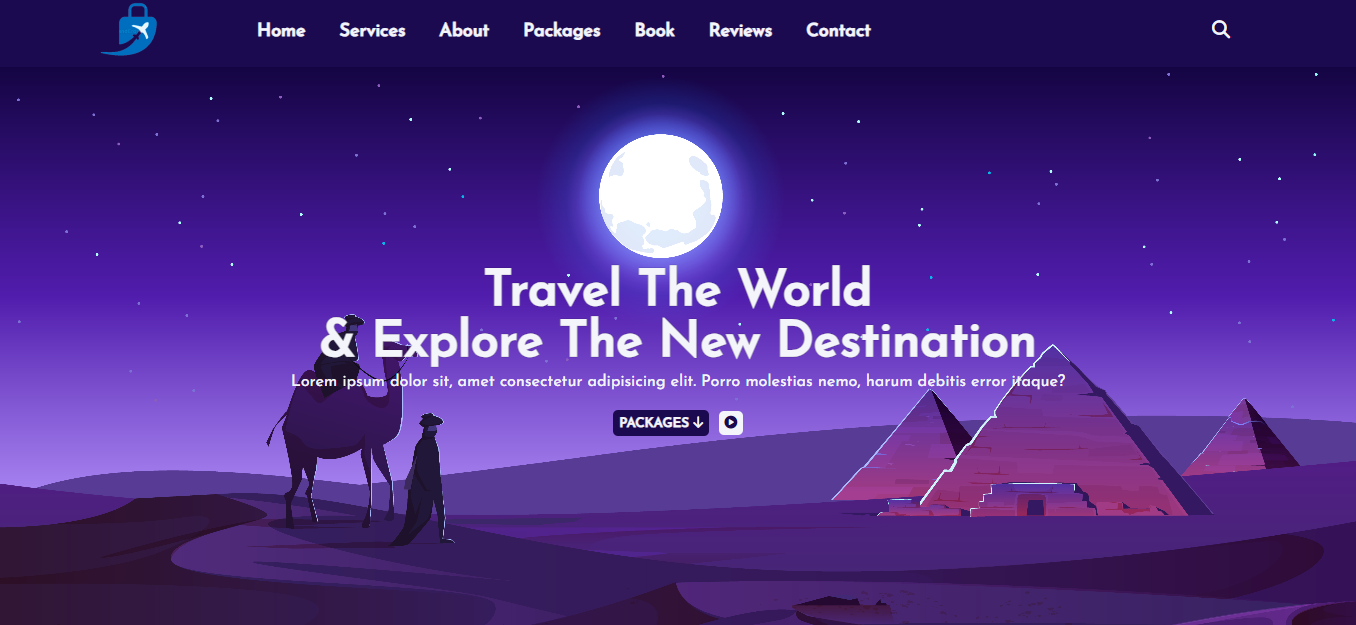 Home Services About Packages Book Reviews Contact
Travel The World
& Explore The New Destination
Lorem ipsum dolor sit, amet consectetur adipisicing elit. Porro molestias nemo, harum debitis error itaque?
PACKAGES ↓